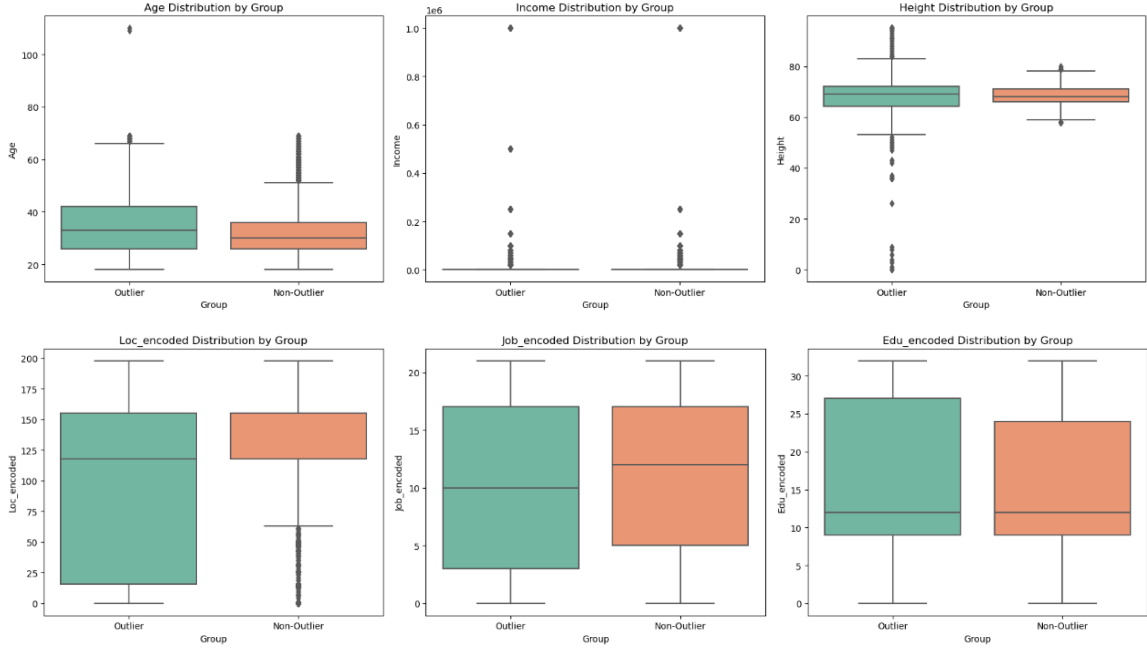 Age Distribution by Group
Age
100
80
60
40
20
Outlier
Non-Outlier
Group
Income Distribution by Group
1e6
Income
1.0
0.8
0.6
0.4
0.2
0.0
Outlier
Non-Outlier
Group
Height Distribution by Group
Height
80
60
40
20
0
Outlier
Non-Outlier
Group
Loc_encoded Distribution by Group
Loc_encoded
200
175
150
125
100
75
50
25
0
Outlier
Non-Outlier
Group
Job_encoded Distribution by Group
Job_encoded
20
15
10
5
0
Outlier
Non-Outlier
Group
Edu_encoded Distribution by Group
Edu_encoded
30
25
20
15
10
5
0
Outlier
Non-Outlier
Group